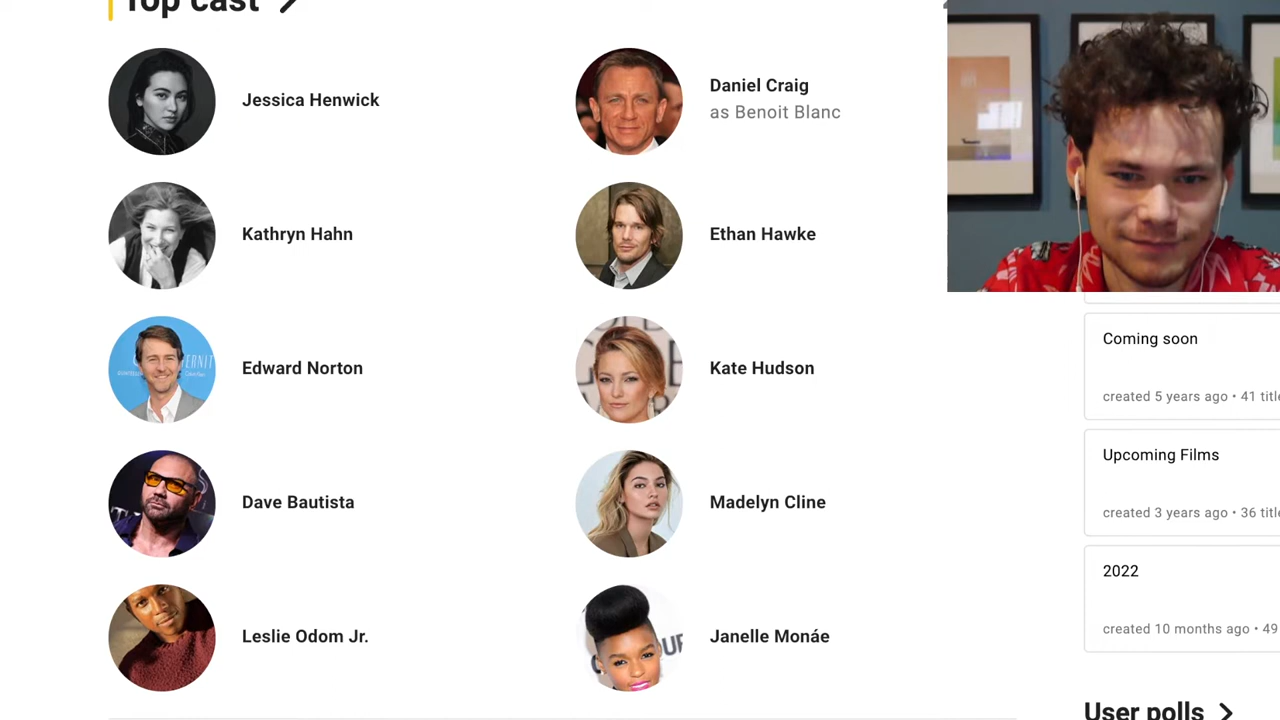 Top cast
Jessica Henwick
Daniel Craig
as Benoit Blanc
Kathryn Hahn
Ethan Hawke
Edward Norton
Kate Hudson
Dave Bautista
Madelyn Cline
Leslie Odom Jr.
Janelle Monáe
Coming soon
created 5 years ago • 41 title
Upcoming Films
created 3 years ago • 36 title
2022
created 10 months ago • 49
User polls